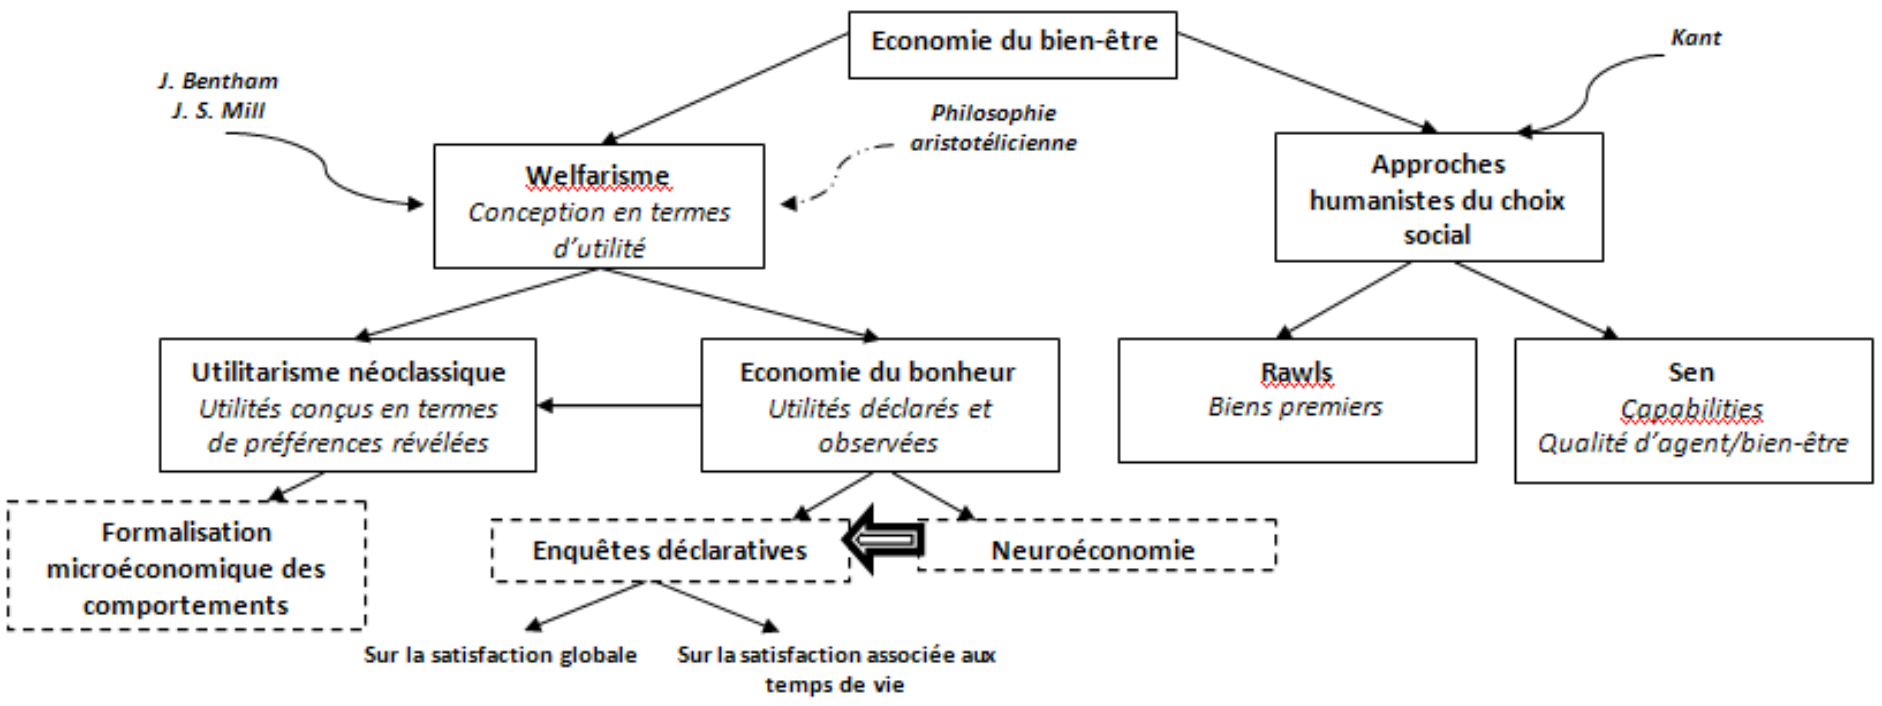 Economie du bien-être
Kant
J. Bentham
J. S. Mill
Philosophie
aristotélicienne
Welfarisme
Conception en termes
d’utilité
Approches
humanistes du choix
social
Utilitarisme néoclassique
Utilités conçus en termes
de préférences révélées
Economie du bonheur
Utilités déclarés et
observées
Rawls
Biens premiers
Sen
Capabilities
Qualité d’agent/bien-être
Formalisation
microéconomique des
comportements
Enquêtes déclaratives
Neuroéconomie
Sur la satisfaction globale
Sur la satisfaction associée aux
temps de vie